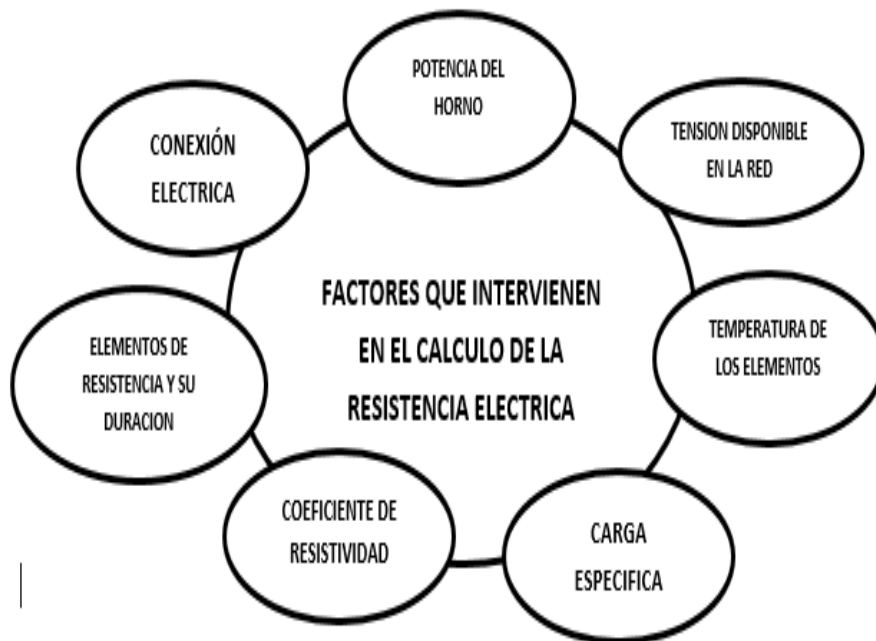 POTENCIA DEL
HORNO
CONEXIÓN
ELECTRICA
TENSION DISPONIBLE
EN LA RED
FACTORES QUE INTERVIENEN
EN EL CALCULO DE LA
RESISTENCIA ELECTRICA
TEMPERATURA DE
LOS ELEMENTOS
ELEMENTOS DE
RESISTENCIA Y SU
DURACION
COEFICIENTE DE
RESISTIVIDAD
CARGA
ESPECIFICA